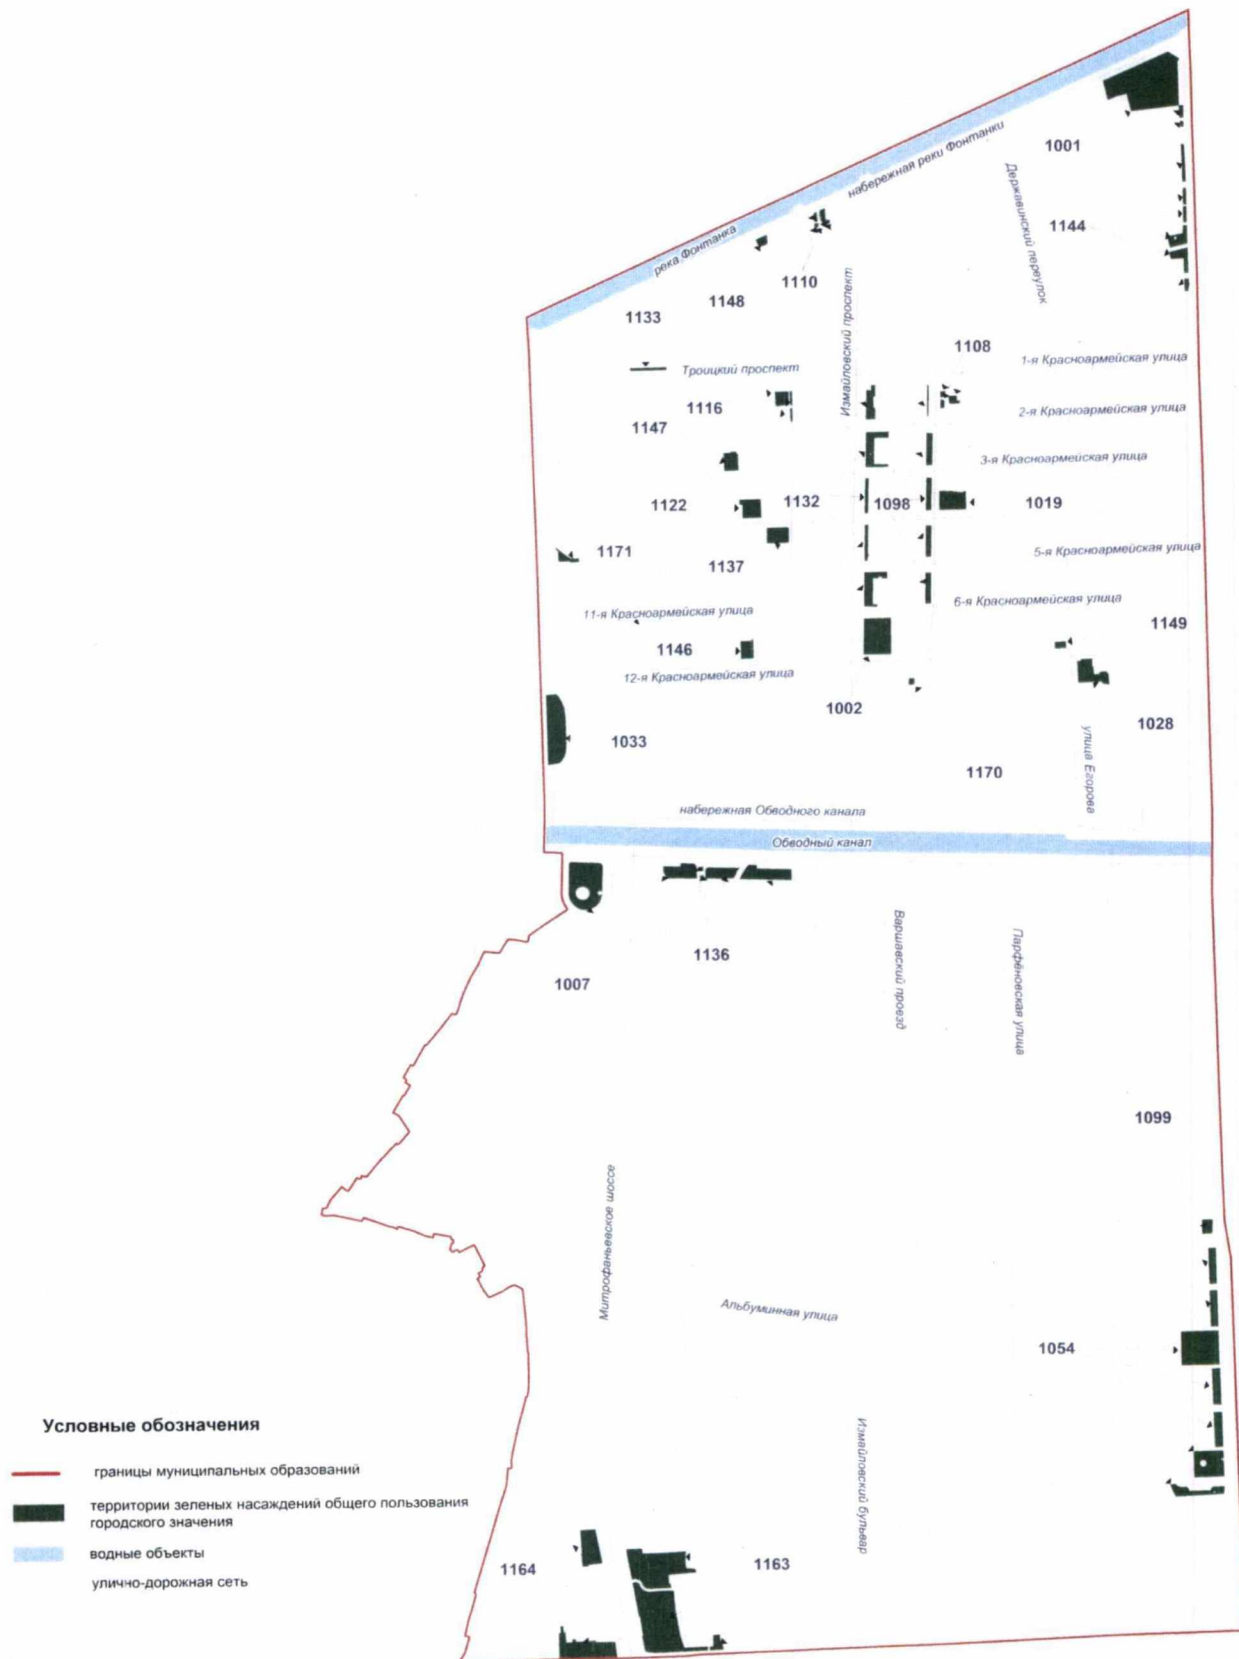 1001
набережная реки Фонтанки
Державинский переулок
1144
река Фонтанка
1110
1148
1133
Измайловский проспект
1108
1-я Красноармейская улица
Троицкий проспект
1116
2-я Красноармейская улица
1147
3-я Красноармейская улица
1122
1132
1098
1019
1171
5-я Красноармейская улица
1137
11-я Красноармейская улица
6-я Красноармейская улица
1149
1146
12-я Красноармейская улица
1002
1028
1033
улица Егорова
1170
набережная Обводного канала
Обводный канал
1136
Варшавский проезд
Парфёновская улица
1007
1099
Митрофаньевское шоссе
Альбуминная улица
1054
Измайловский бульвар
1164
1163
Условные обозначения
границы муниципальных образований
территории зеленых насаждений общего пользования
городского значения
водные объекты
улично-дорожная сеть